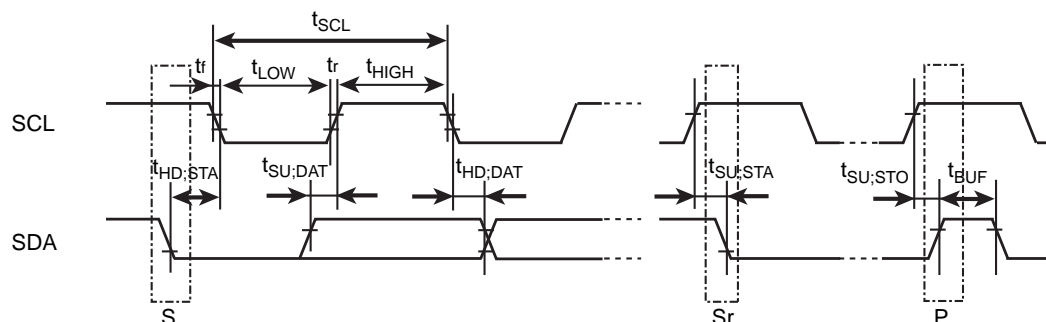 tSCL
tf tLOW tr tHIGH
SCL
tHD;STA tSU;DAT tHD;DAT tSU;STA tSU;STO tBUF
SDA
S Sr P